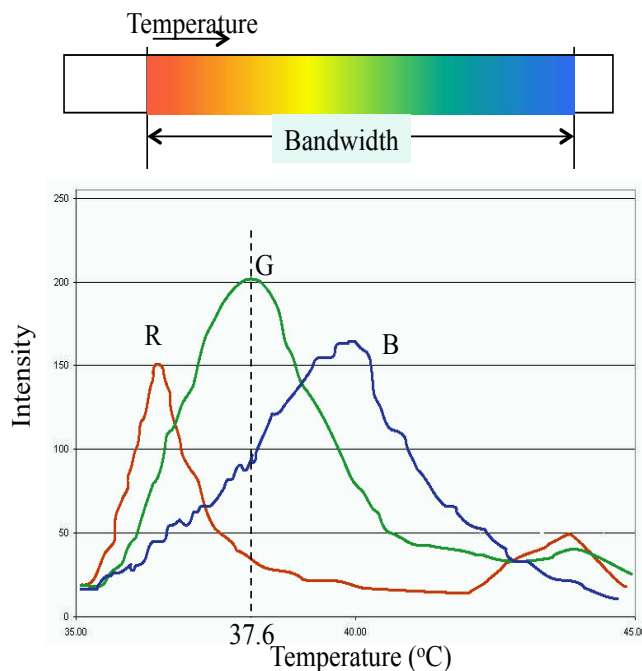 Temperature
Bandwidth
250
200
150
100
50
0
G
R
B
Intensity
35.00
37.6
40.00
45.00
Temperature (°C)